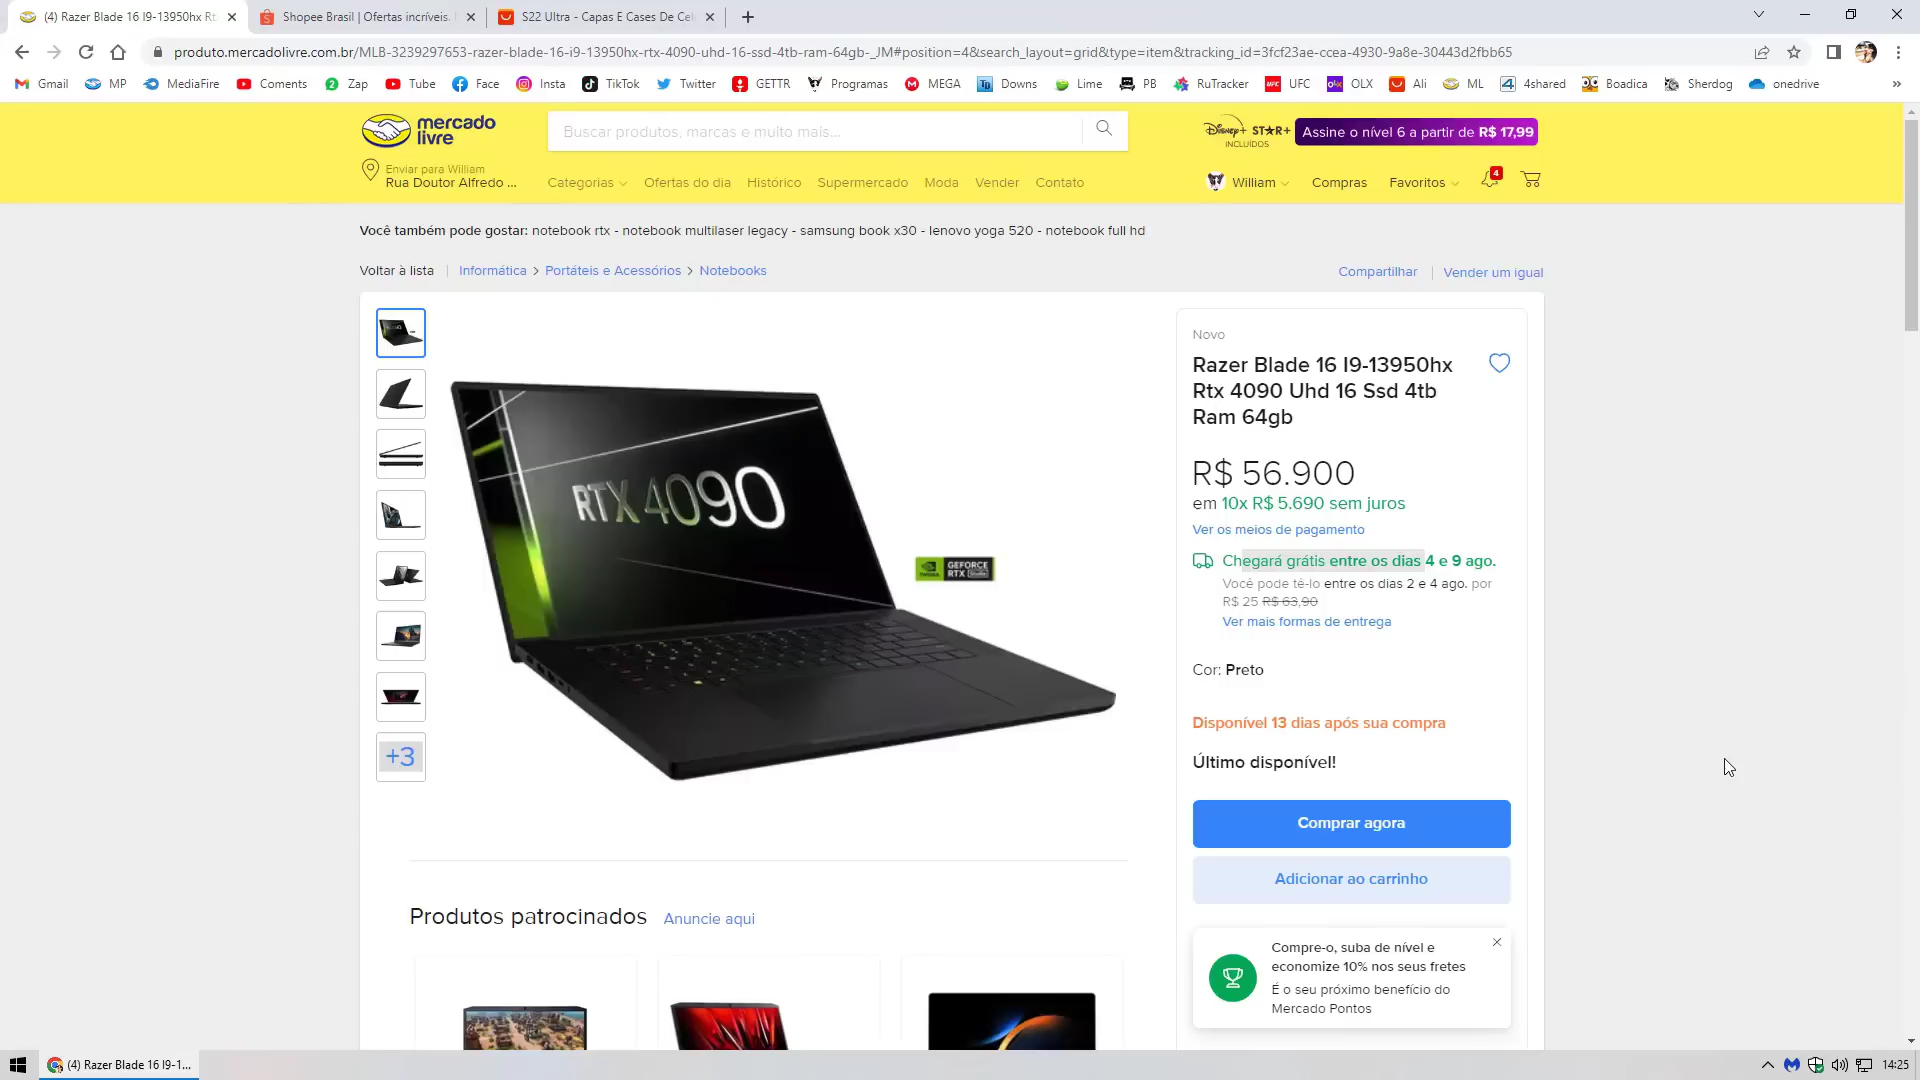 (4) Razer Blade 16 I9-13950hx Rt
Shopee Brasil | Ofertas incríveis.
S22 Ultra - Capas E Cases De Cel
produto.mercadolivre.com.br/MLB-3239297653-razer-blade-16-i9-13950hx-rtx-4090-uhd-16-ssd-4tb-ram-64gb-_JM#position=4&search_layout=grid&type=item&tracking_id=3fcf23ae-ccea-4930-9a8e-30443d2fbb65
Gmail MP MediaFire Coments Zap Tube Face Insta TikTok Twitter GETTR Programas MEGA Downs Lime PB RuTracker UFC OLX Ali ML 4shared Boadica Sherdog onedrive »
mercado
livre
Buscar produtos, marcas e muito mais...
Disney+ STAR+
INCLUÍDOS
Assine o nível 6 a partir de R$ 17,99
Enviar para William
Rua Doutor Alfredo ...
Categorias Ofertas do dia Histórico Supermercado Moda Vender Contato
William Compras Favoritos 4
Você também pode gostar: notebook rtx - notebook multilaser legacy - samsung book x30 - lenovo yoga 520 - notebook full hd
Voltar à lista | Informática > Portáteis e Acessórios > Notebooks
Compartilhar | Vender um igual
RTX 4090
GEFORCE
RTX
+3
Novo
Razer Blade 16 I9-13950hx
Rtx 4090 Uhd 16 Ssd 4tb
Ram 64gb
R$ 56.900
em 10x R$ 5.690 sem juros
Ver os meios de pagamento
Chegará grátis entre os dias 4 e 9 ago.
Você pode tê-lo entre os dias 2 e 4 ago. por
R$ 25 R$ 63,90
Ver mais formas de entrega
Cor: Preto
Disponível 13 dias após sua compra
Último disponível!
Comprar agora
Adicionar ao carrinho
Compre-o, suba de nível e
economize 10% nos seus fretes
É o seu próximo benefício do
Mercado Pontos
Produtos patrocinados Anuncie aqui
(4) Razer Blade 16 I9-1...
14:25